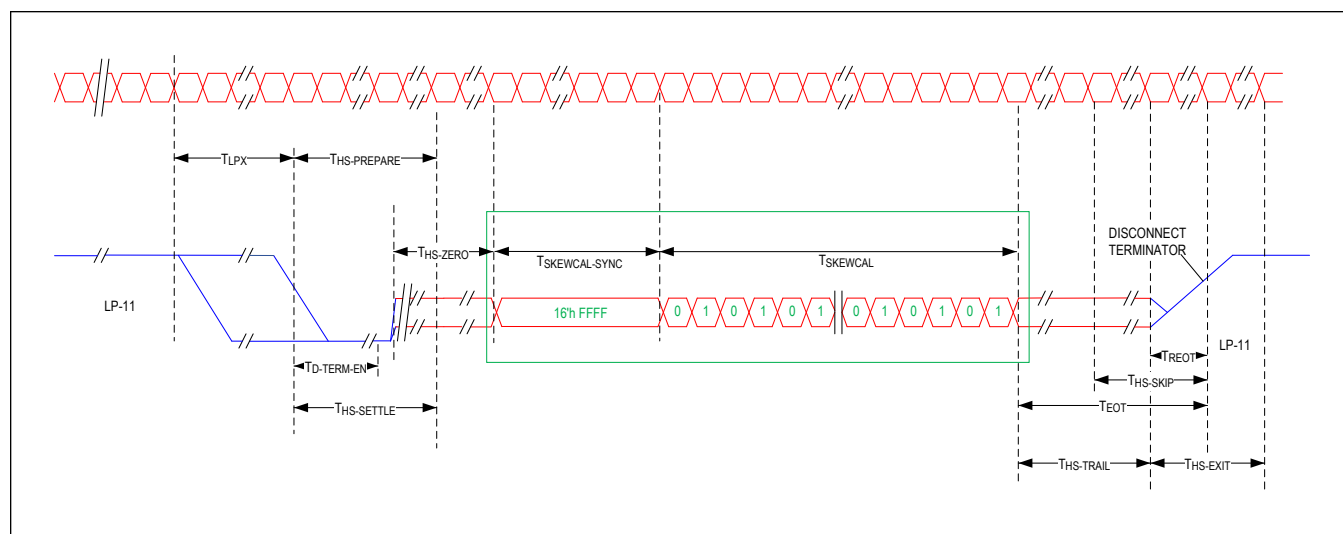 TLPX
THS-PREPARE
THS-ZERO
TSKEWCAL-SYNC
TSKEWCAL
DISCONNECT
TERMINATOR
LP-11
16'h FFFF
0 1 0 1 0 1 0 1 0 1 0 1
TREOT
LP-11
TD-TERM-EN
THS-SKIP
THS-SETTLE
TEOT
THS-TRAIL
THS-EXIT